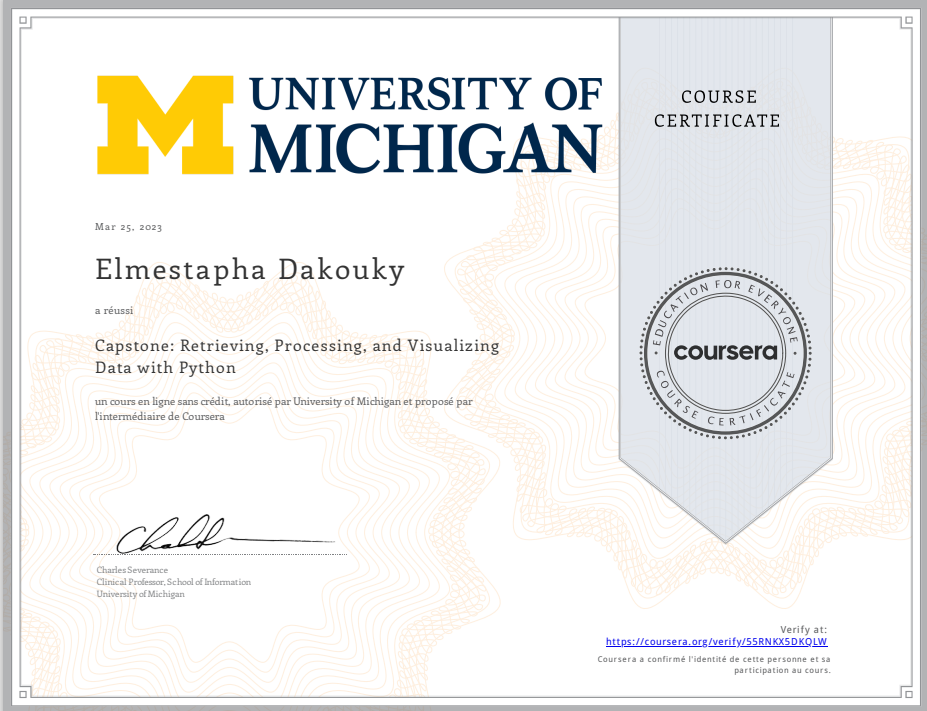 UNIVERSITY OF
MICHIGAN
COURSE
CERTIFICATE
Mar 25, 2023
Elmestapha Dakouky
a réussi
Capstone: Retrieving, Processing, and Visualizing
Data with Python
un cours en ligne sans crédit, autorisé par University of Michigan et proposé par
l'intermédiaire de Coursera
EDUCATION FOR EVERYONE
coursera
COURSE CERTIFICATE
Charles Severance
Clinical Professor, School of Information
University of Michigan
Verify at:
https://coursera.org/verify/55RNKX5DKQLW
Coursera a confirmé l'identité de cette personne et sa
participation au cours.